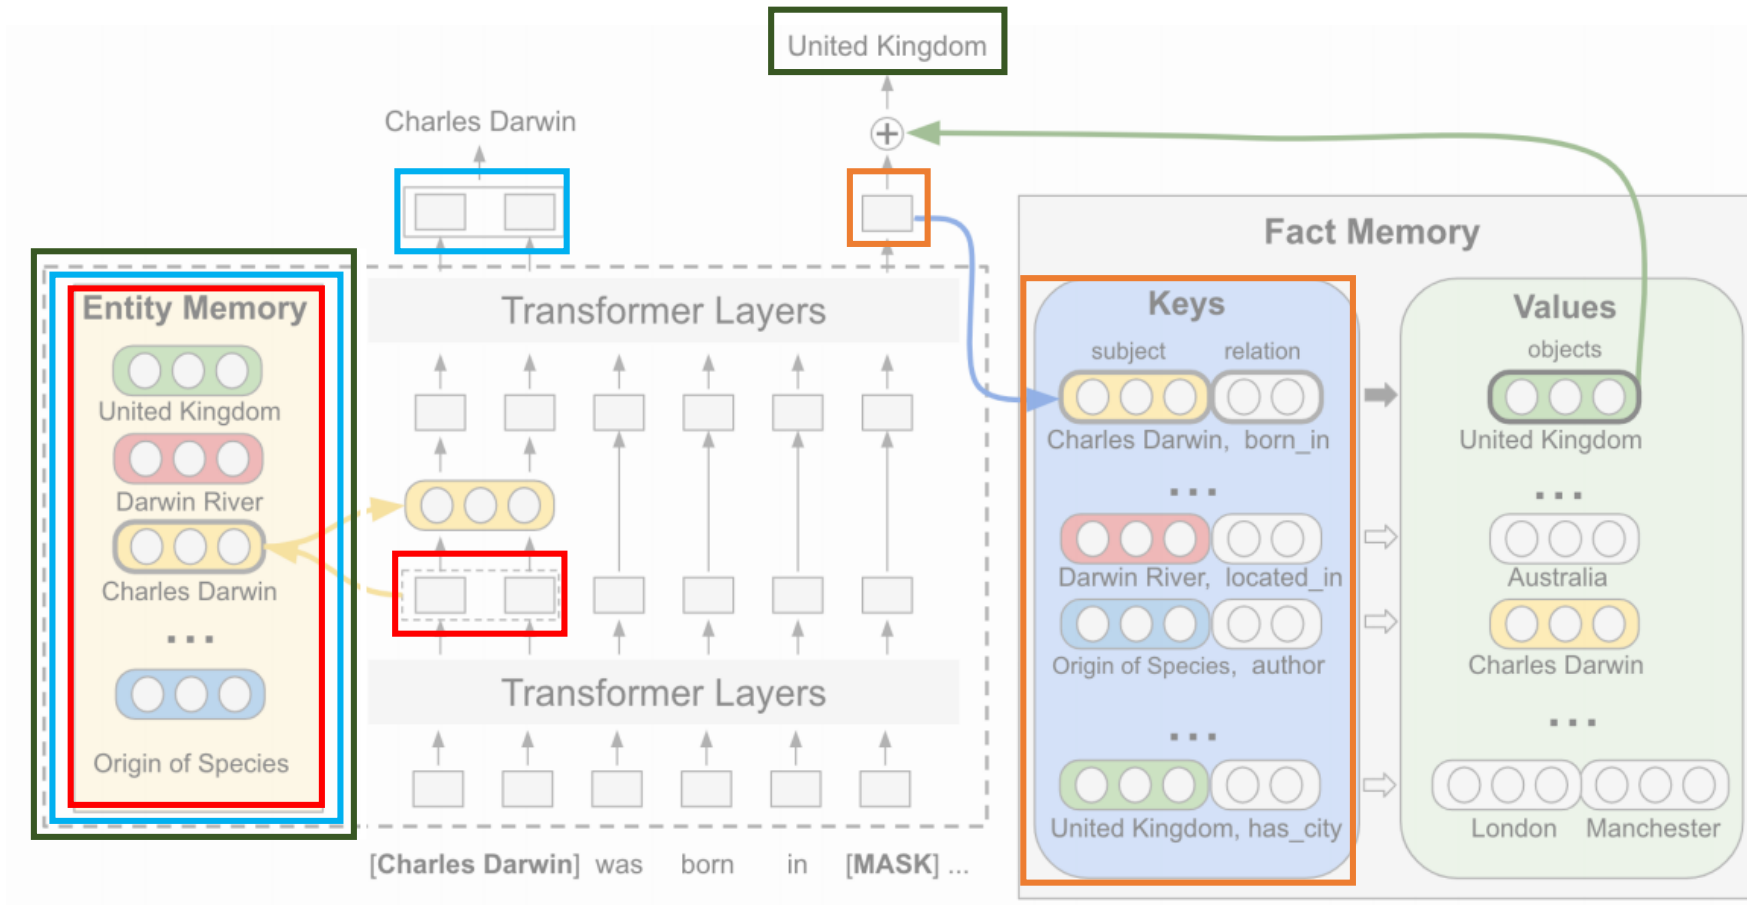 United Kingdom
Charles Darwin
Entity Memory
United Kingdom
Darwin River
Charles Darwin
...
Origin of Species
Transformer Layers
Transformer Layers
[Charles Darwin] was born in [MASK] ...
Fact Memory
Keys
subject relation
Charles Darwin, born_in
...
Darwin River, located_in
Origin of Species, author
...
United Kingdom, has_city
Values
objects
United Kingdom
...
Australia
Charles Darwin
...
London Manchester